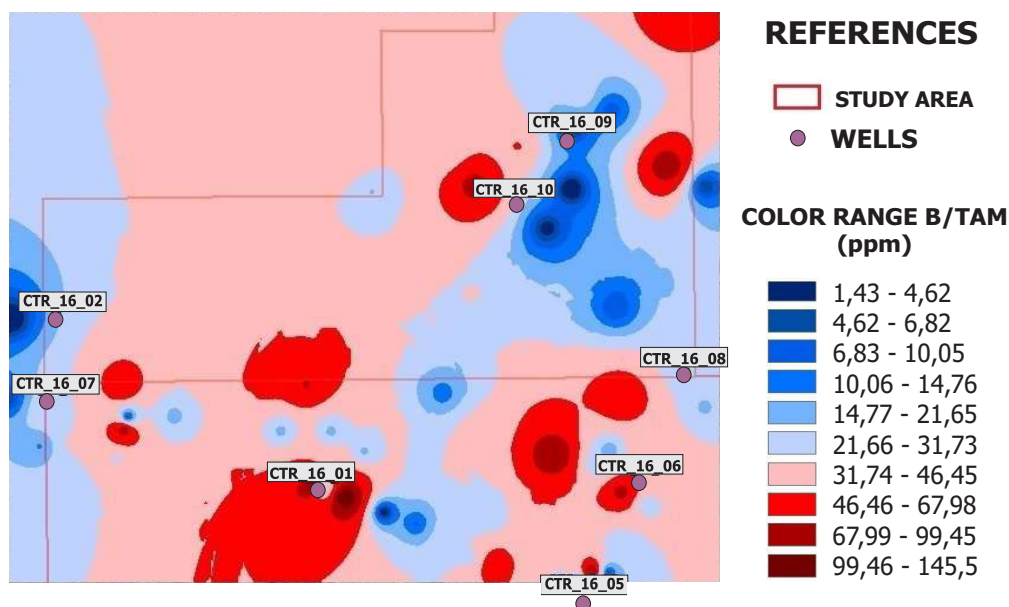 REFERENCES
STUDY AREA
WELLS
COLOR RANGE B/TAM
(ppm)
1,43 - 4,62
4,62 - 6,82
6,83 - 10,05
10,06 - 14,76
14,77 - 21,65
21,66 - 31,73
31,74 - 46,45
46,46 - 67,98
67,99 - 99,45
99,46 - 145,5
CTR_16_09
CTR_16_10
CTR_16_02
CTR_16_08
CTR_16_07
CTR_16_01
CTR_16_06
CTR_16_05